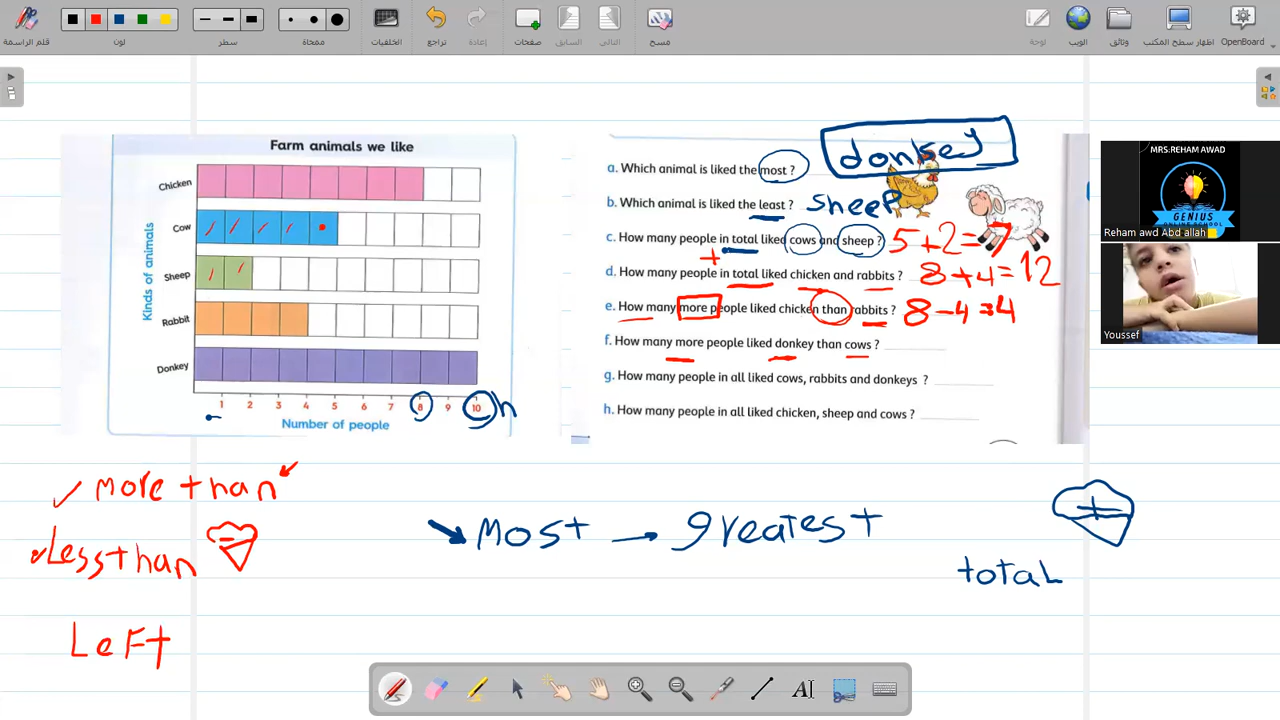 قلم الراسمة
لون
سطر
ممحاة
الخلفيات
تراجع
إعادة
صفحات
السابق
التالي
مسح
لوحة
الويب
وثائق
اظهار سطح المكتب
OpenBoard
Farm animals we like
Kinds of animals
Chicken
Cow
Sheep
Rabbit
Donkey
1 2 3 4 5 6 7 8 9 10 h
Number of people
donkey
a. Which animal is liked the most ?
b. Which animal is liked the least ? sheep
c. How many people in total liked cows and sheep ? 5+2=7
+
d. How many people in total liked chicken and rabbits ? 8+4=12
e. How many more people liked chicken than rabbits ? 8-4=4
f. How many more people liked donkey than cows ?
g. How many people in all liked cows, rabbits and donkeys ?
h. How many people in all liked chicken, sheep and cows ?
MRS.REHAM AWAD
GENIUS
ONLINE SCHOOL
Reham awd Abd allah
Youssef
more than
Less than -
Left
Most → greatest
+
total
AI